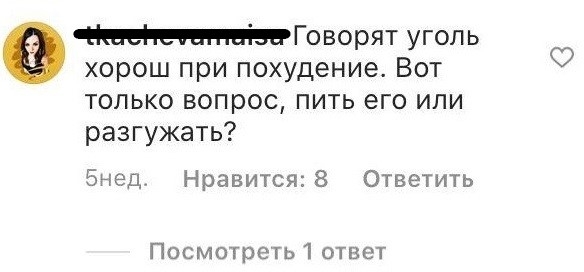 Говорят уголь
хорош при похудение. Вот
только вопрос, пить его или
разгужать?
5нед. Нравится: 8 Ответить
Посмотреть 1 ответ